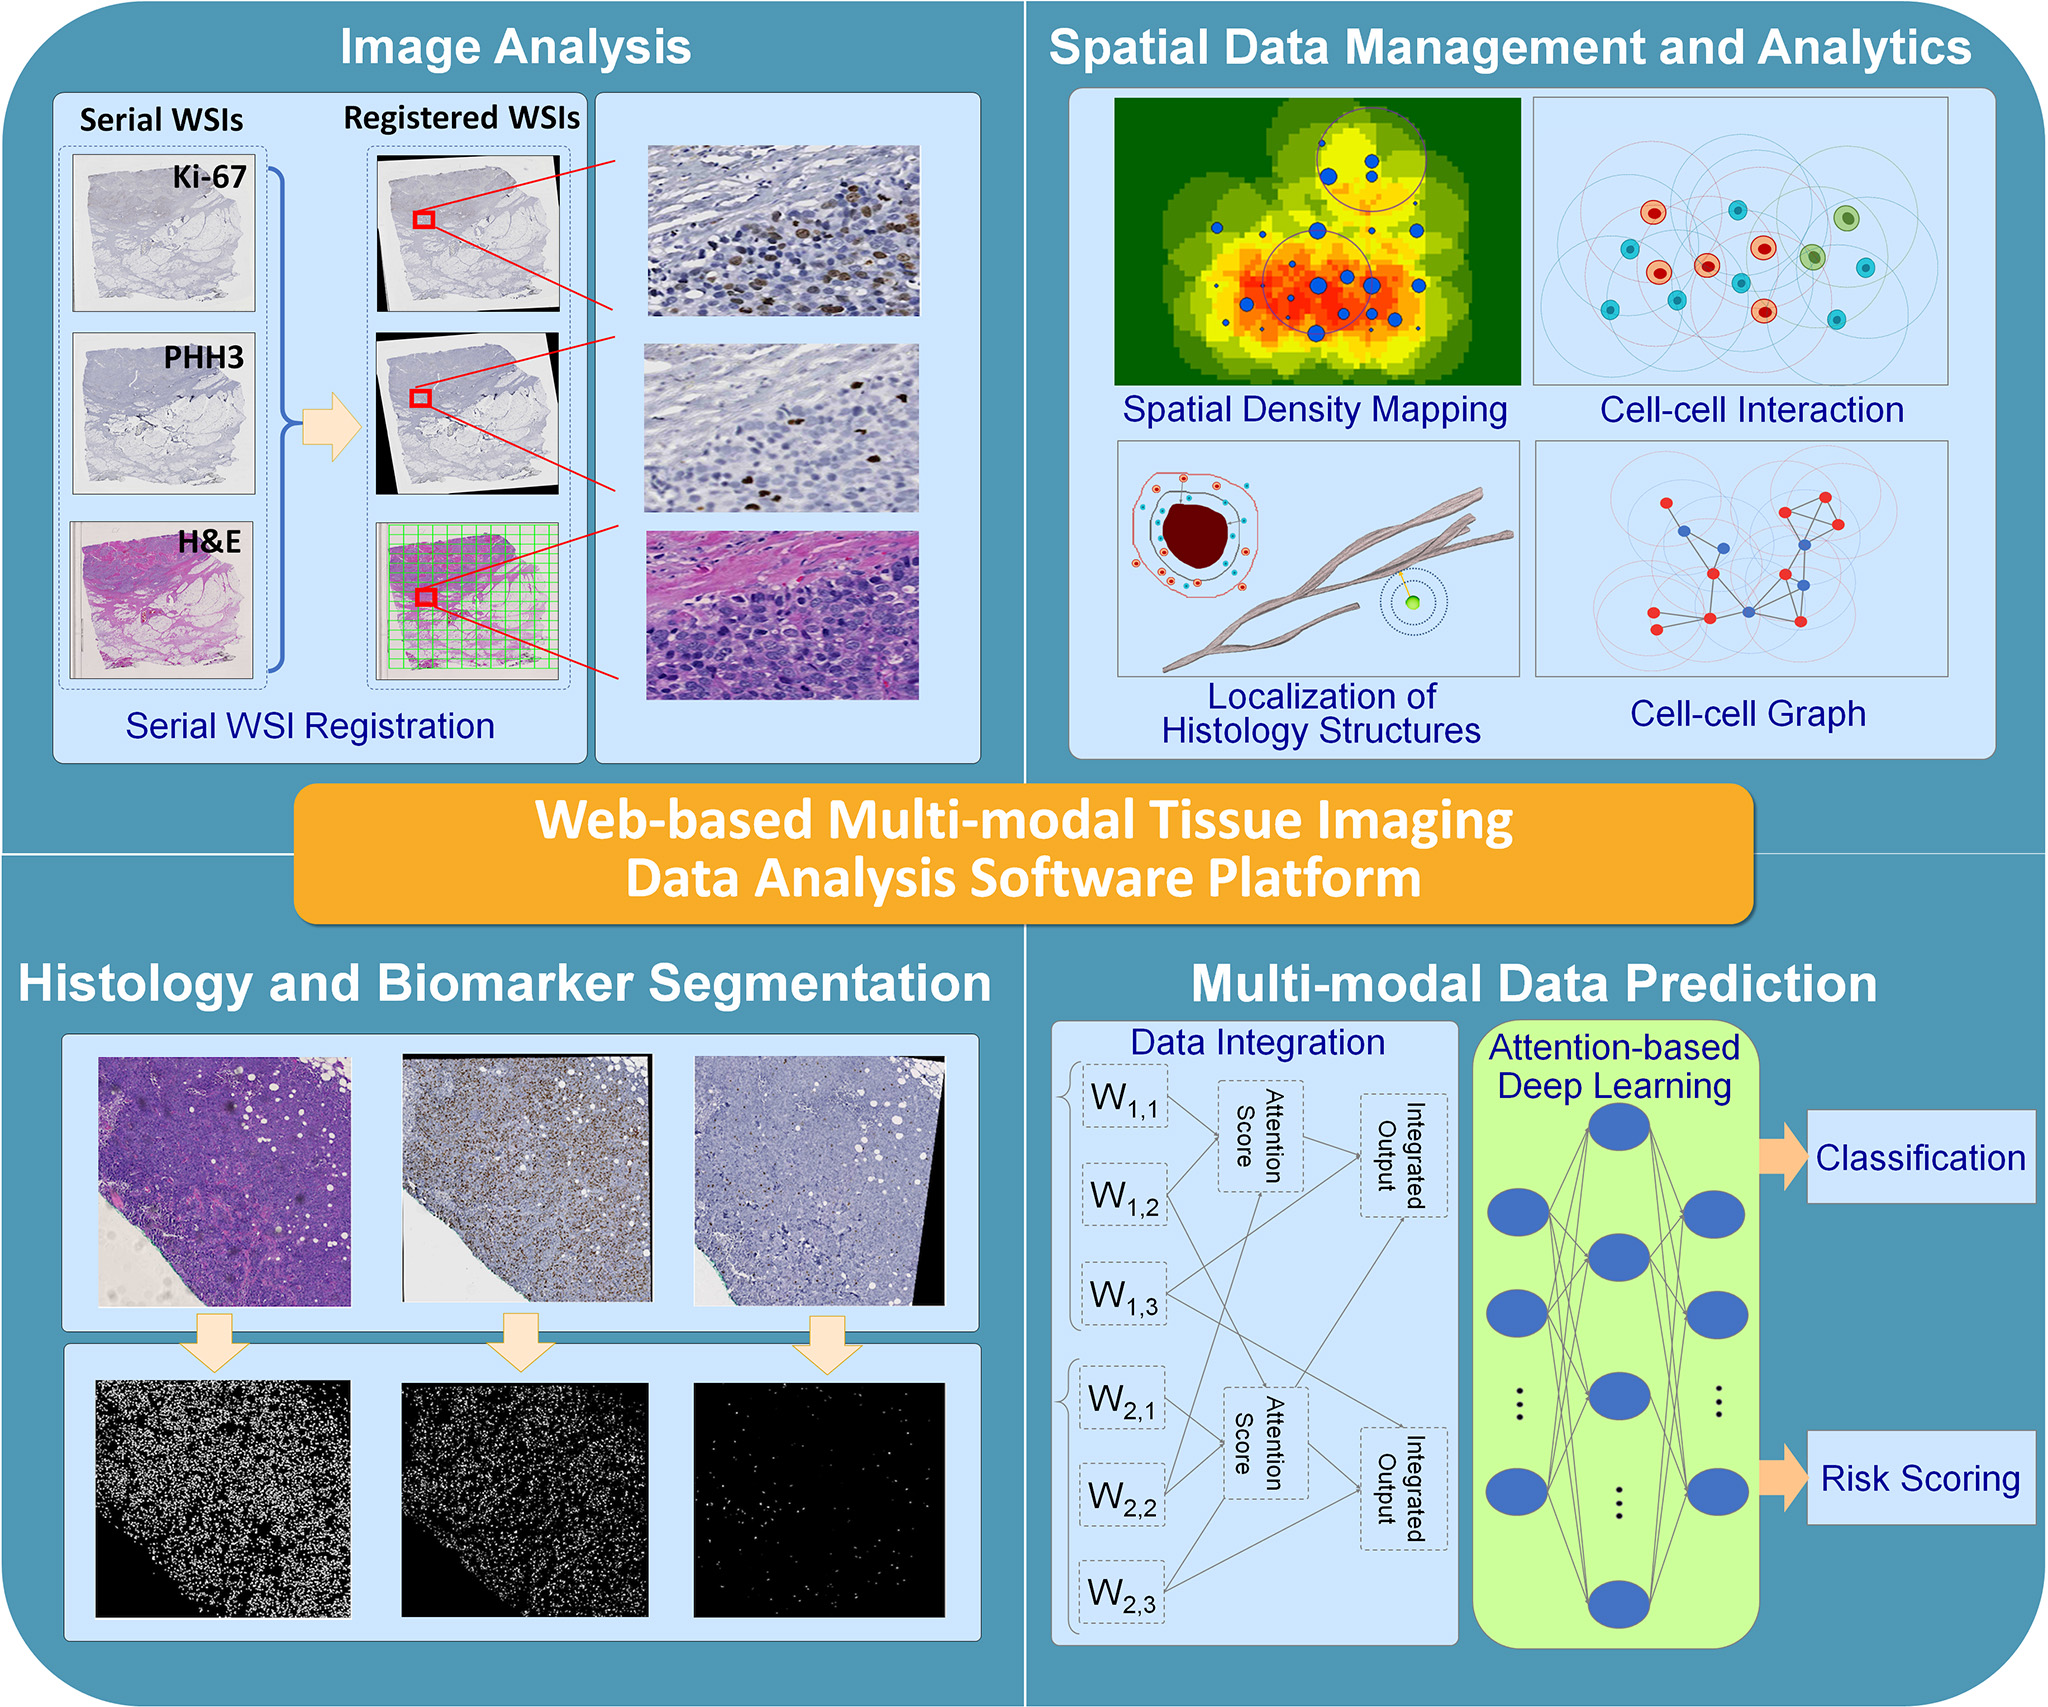 Image Analysis
Serial WSIs
Registered WSIs
Ki-67
PHH3
H&E
Serial WSI Registration
Spatial Data Management and Analytics
Spatial Density Mapping
Cell-cell Interaction
Localization of
Histology Structures
Cell-cell Graph
Web-based Multi-modal Tissue Imaging
Data Analysis Software Platform
Histology and Biomarker Segmentation
Multi-modal Data Prediction
Data Integration
W1,1
W1,2
W1,3
W2,1
W2,2
W2,3
Attention
Score
Integrated
Output
Attention
Score
Integrated
Output
Attention-based
Deep Learning
Classification
Risk Scoring